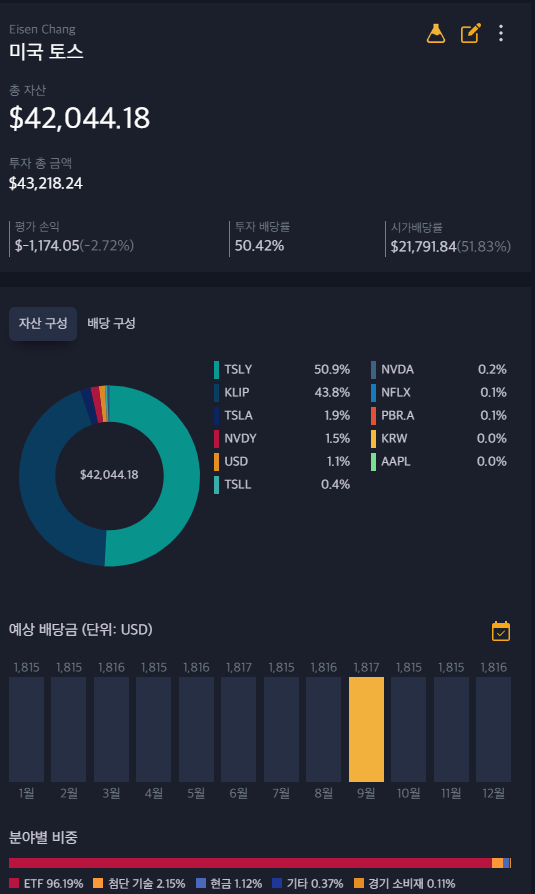 Eisen Chang
미국 토스
총 자산
$42,044.18
투자 총 금액
$43,218.24
평가 손익
$-1,174.05(-2.72%)
투자 배당률
50.42%
시가배당률
$21,791.84(51.83%)
자산 구성
배당 구성
$42,044.18
TSLY 50.9%
KLIP 43.8%
TSLA 1.9%
NVDY 1.5%
USD 1.1%
TSLL 0.4%
NVDA 0.2%
NFLX 0.1%
PBR.A 0.1%
KRW 0.0%
AAPL 0.0%
예상 배당금 (단위: USD)
1,815 1,815 1,816 1,815 1,816 1,817 1,815 1,816 1,817 1,815 1,815 1,816
1월 2월 3월 4월 5월 6월 7월 8월 9월 10월 11월 12월
분야별 비중
ETF 96.19% 첨단 기술 2.15% 현금 1.12% 기타 0.37% 경기 소비재 0.11%